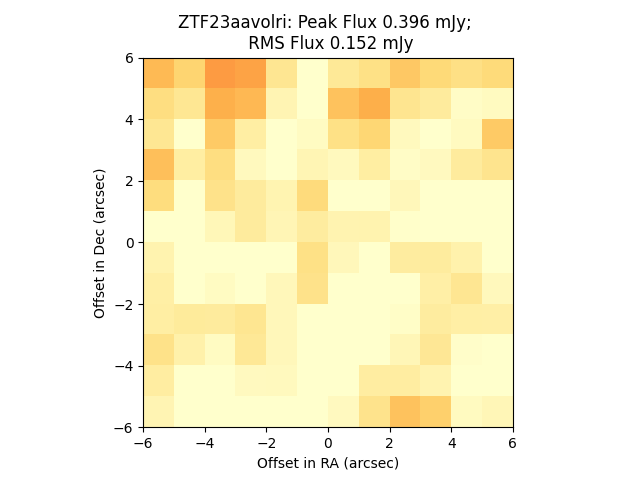 ZTF23aavolri: Peak Flux 0.396 mJy;
RMS Flux 0.152 mJy
6
4
2
0
−2
−4
−6
Offset in Dec (arcsec)
−6 −4 −2 0 2 4 6
Offset in RA (arcsec)